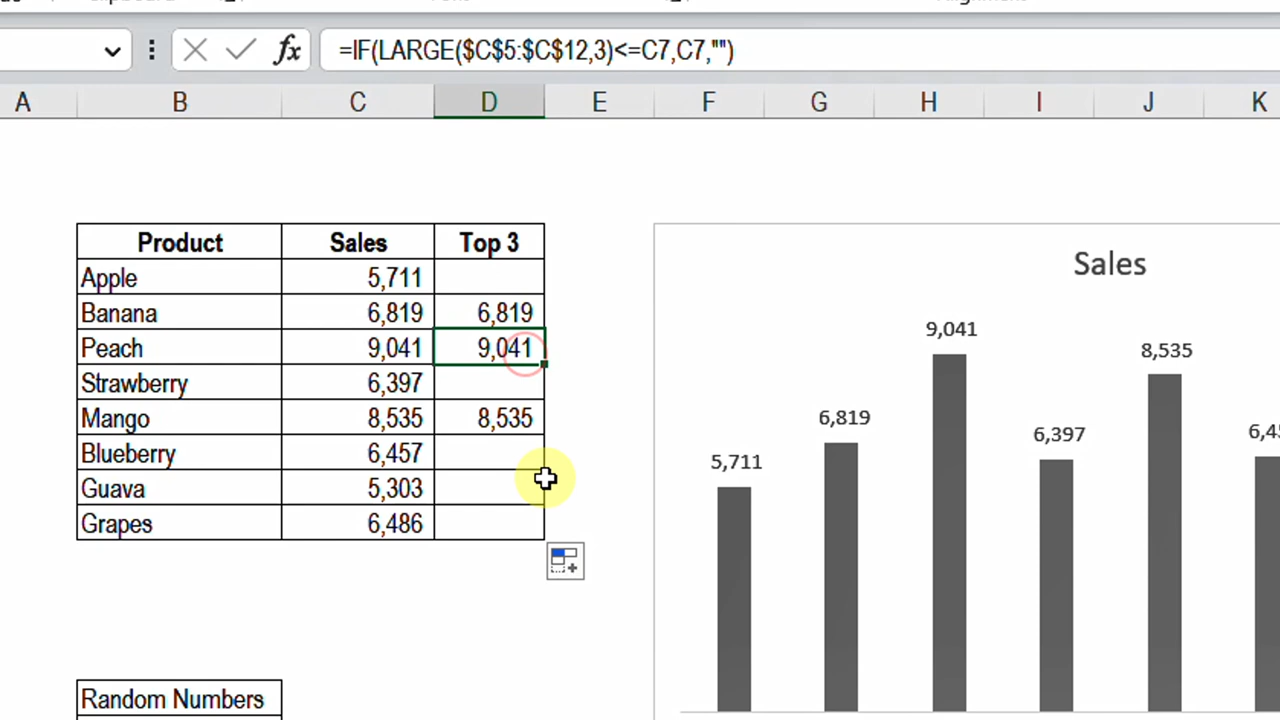 =IF(LARGE($C$5:$C$12,3)<=C7,C7,"")
A B C D E F G H I J K
Product Sales Top 3
Apple 5,711
Banana 6,819 6,819
Peach 9,041 9,041
Strawberry 6,397
Mango 8,535 8,535
Blueberry 6,457
Guava 5,303
Grapes 6,486
Random Numbers
Sales
9,041
8,535
6,819
6,397
5,711